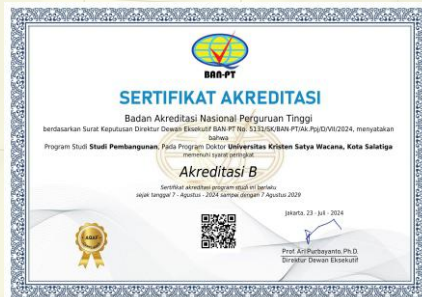 BAN-PT
SERTIFIKAT AKREDITASI
Badan Akreditasi Nasional Perguruan Tinggi
berdasarkan Surat Keputusan Direktur Dewan Eksekutif BAN-PT No. 5131/SK/BAN-PT/Ak.Ppj/D/VII/2024, menyatakan
bahwa
Program Studi Studi Pembangunan, Pada Program Doktor Universitas Kristen Satya Wacana, Kota Salatiga
memenuhi syarat peringkat
Akreditasi B
Sertifikat akreditasi program studi ini berlaku
sejak tanggal 7 - Agustus - 2024 sampai dengan 7 Agustus 2029
Jakarta, 23 - Juli - 2024
Prof. Ari Purbayanto, Ph.D.
Direktur Dewan Eksekutif